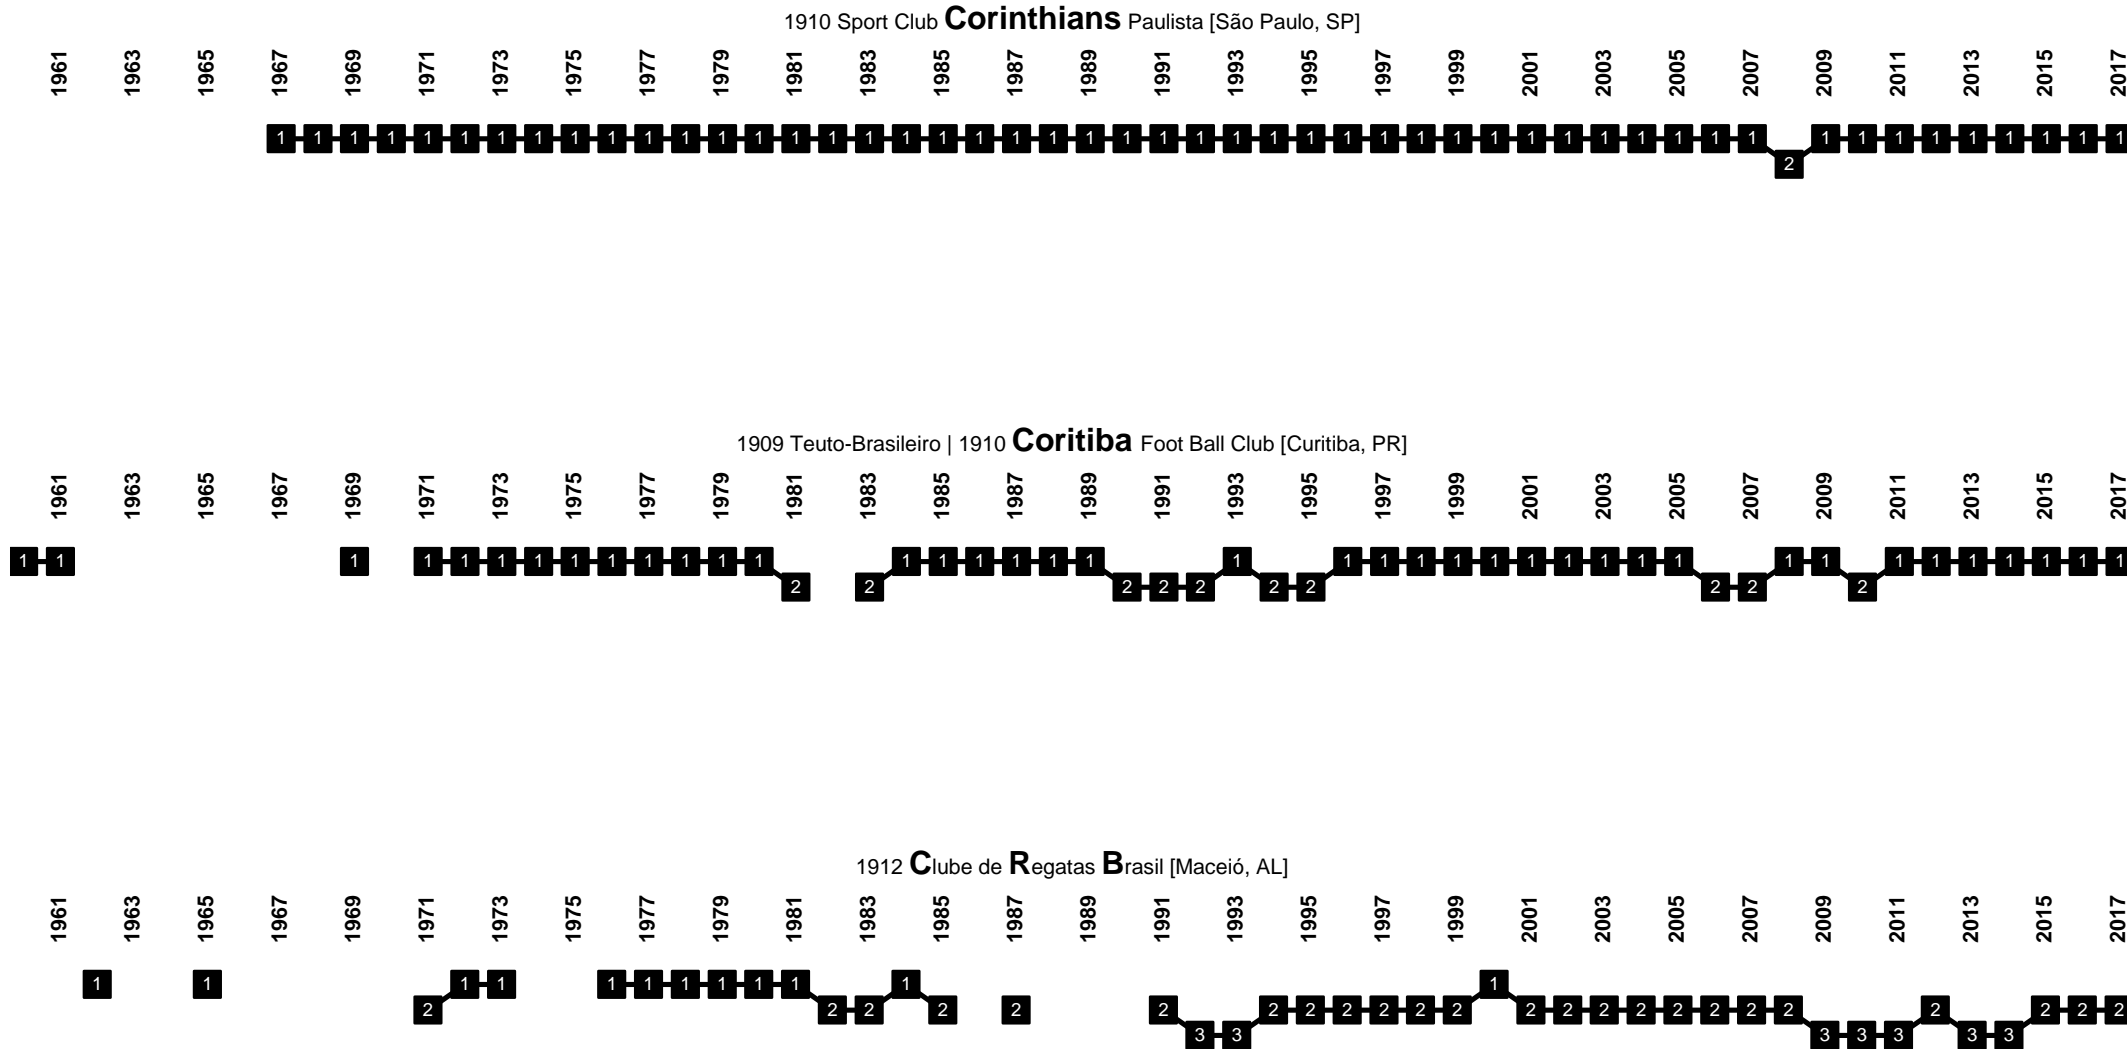 1910 Sport Club Corinthians Paulista [São Paulo, SP]
1961 1963 1965 1967 1969 1971 1973 1975 1977 1979 1981 1983 1985 1987 1989 1991 1993 1995 1997 1999 2001 2003 2005 2007 2009 2011 2013 2015 2017
1 1 1 1 1 1 1 1 1 1 1 1 1 1 1 1 1 1 1 1 1 1 1 1 1 1 1 1 1 1 1 1 1 1 1 1 1 1 1 1 1 1 1 1 1 1 1 1 1 1
2
1909 Teuto-Brasileiro | 1910 Coritiba Foot Ball Club [Curitiba, PR]
1961 1963 1965 1967 1969 1971 1973 1975 1977 1979 1981 1983 1985 1987 1989 1991 1993 1995 1997 1999 2001 2003 2005 2007 2009 2011 2013 2015 2017
1 1 1 1 1 1 1 1 1 1 1 1 1 1 1 1 1 1 1 1 1 1 1 1 1 1 1 1 1 1 1 1 1 1 1 1 1 1 1
2 2 2 2 2 2 2 2 2 2
1912 Clube de Regatas Brasil [Maceió, AL]
1961 1963 1965 1967 1969 1971 1973 1975 1977 1979 1981 1983 1985 1987 1989 1991 1993 1995 1997 1999 2001 2003 2005 2007 2009 2011 2013 2015 2017
1 1 1 1 1 1 1 1 1 1 1 1
2 2 2 2 2 2 2 2 2 2 2 2 2 2 2 2 2 2 2 2 2 2 2 2
3 3 3 3 3 3 3